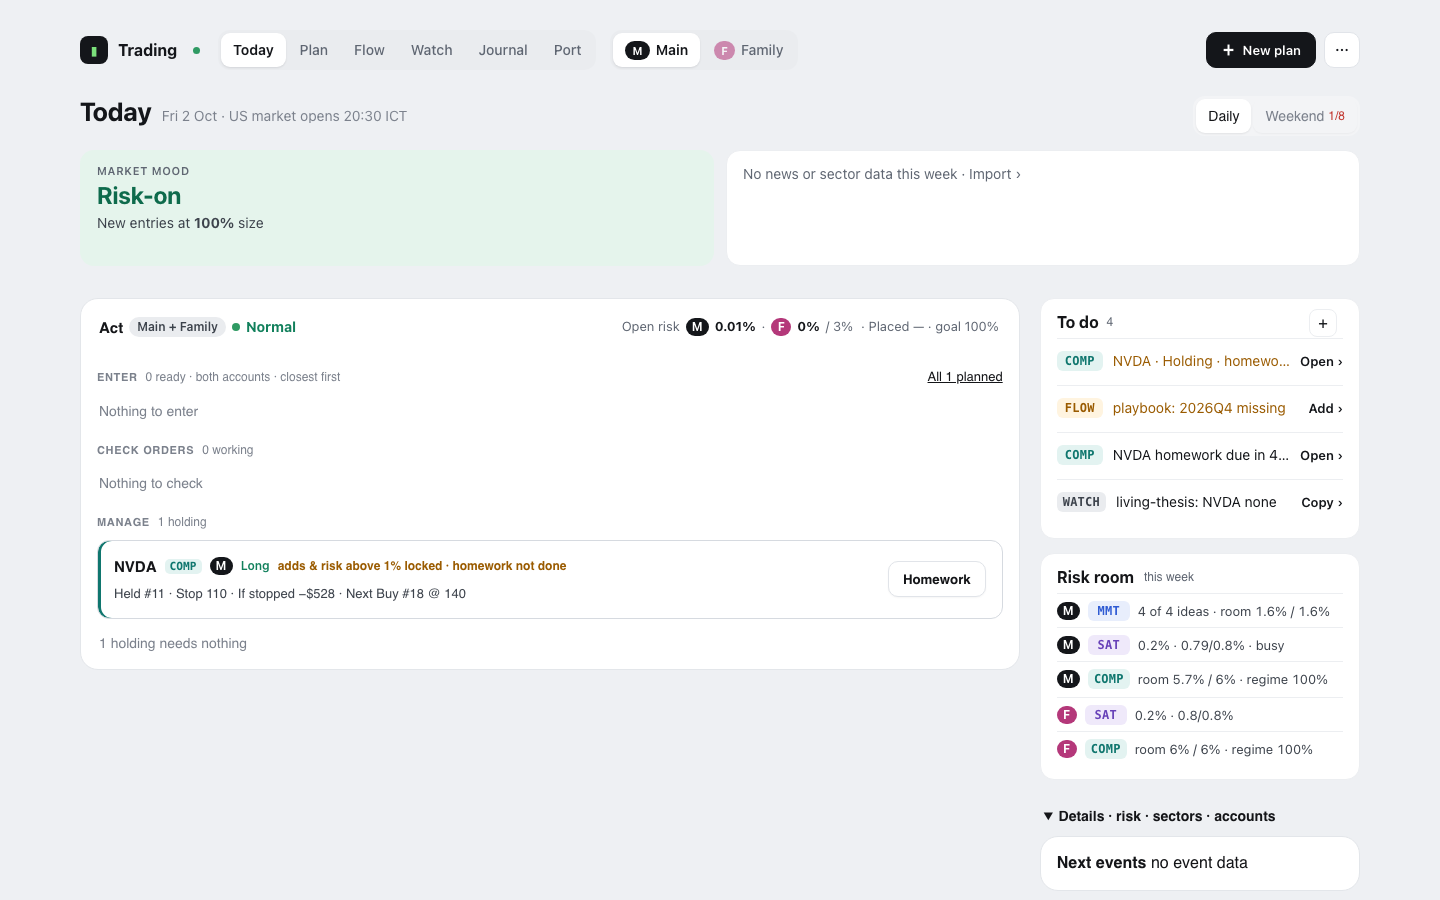 Trading
Today Plan Flow Watch Journal Port
M Main F Family
+ New plan
...
Today Fri 2 Oct · US market opens 20:30 ICT
Daily Weekend 1/8
MARKET MOOD
Risk-on
New entries at 100% size
No news or sector data this week · Import ›
Act Main + Family Normal
Open risk M 0.01% · F 0% / 3% · Placed — · goal 100%
ENTER 0 ready · both accounts · closest first
All 1 planned
Nothing to enter
CHECK ORDERS 0 working
Nothing to check
MANAGE 1 holding
NVDA COMP M Long adds & risk above 1% locked · homework not done
Held #11 · Stop 110 · If stopped −$528 · Next Buy #18 @ 140
Homework
1 holding needs nothing
To do 4
+
COMP NVDA · Holding · homewo... Open ›
FLOW playbook: 2026Q4 missing Add ›
COMP NVDA homework due in 4... Open ›
WATCH living-thesis: NVDA none Copy ›
Risk room this week
M MMT 4 of 4 ideas · room 1.6% / 1.6%
M SAT 0.2% · 0.79/0.8% · busy
M COMP room 5.7% / 6% · regime 100%
F SAT 0.2% · 0.8/0.8%
F COMP room 6% / 6% · regime 100%
▼ Details · risk · sectors · accounts
Next events no event data